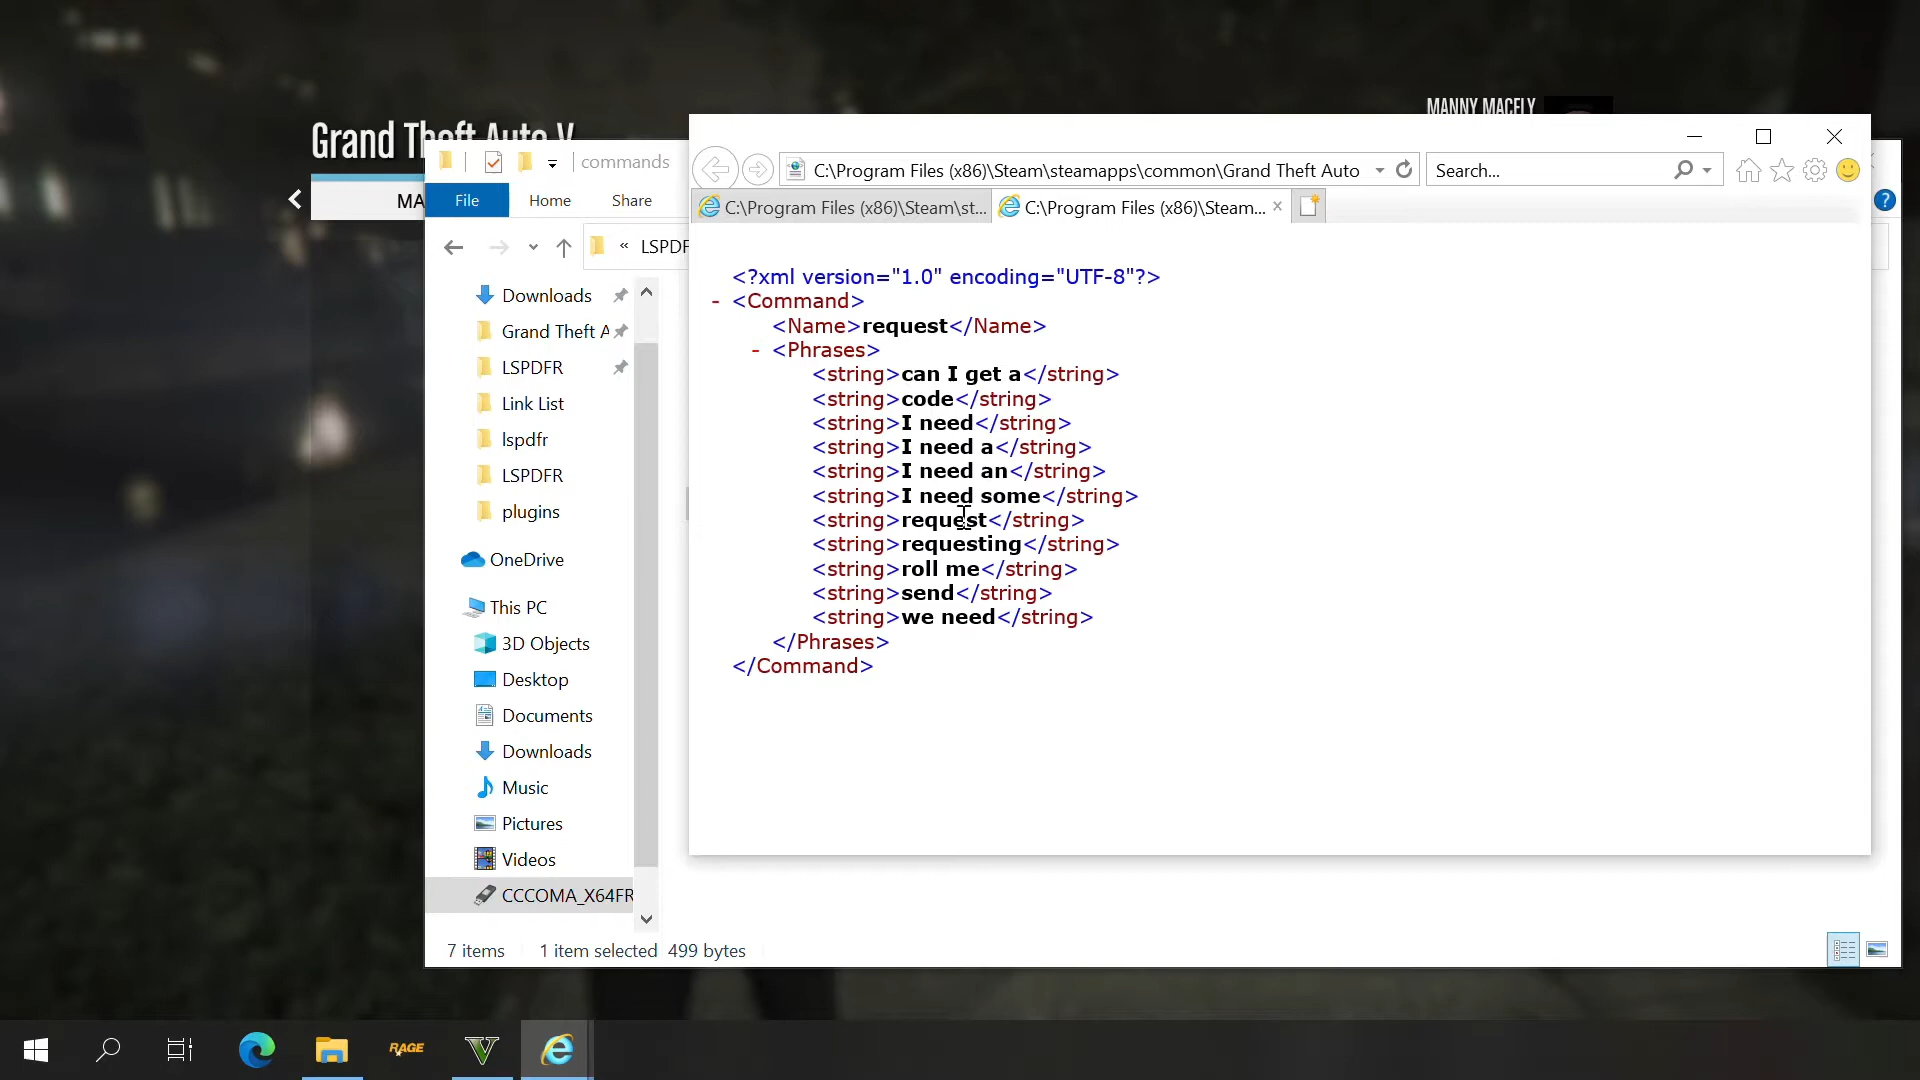 Grand Theft Auto V
MANNY MACFLY
MA
commands
File
Home
Share
« LSPDF
Downloads
Grand Theft A
LSPDFR
Link List
lspdfr
LSPDFR
plugins
OneDrive
This PC
3D Objects
Desktop
Documents
Downloads
Music
Pictures
Videos
CCCOMA_X64FR
7 items
1 item selected
499 bytes
C:\Program Files (x86)\Steam\steamapps\common\Grand Theft Auto
Search...
C:\Program Files (x86)\Steam\st...
C:\Program Files (x86)\Steam...
<?xml version="1.0" encoding="UTF-8"?>
- <Command>
<Name>request</Name>
- <Phrases>
<string>can I get a</string>
<string>code</string>
<string>I need</string>
<string>I need a</string>
<string>I need an</string>
<string>I need some</string>
<string>request</string>
<string>requesting</string>
<string>roll me</string>
<string>send</string>
<string>we need</string>
</Phrases>
</Command>
?
RAGE
V